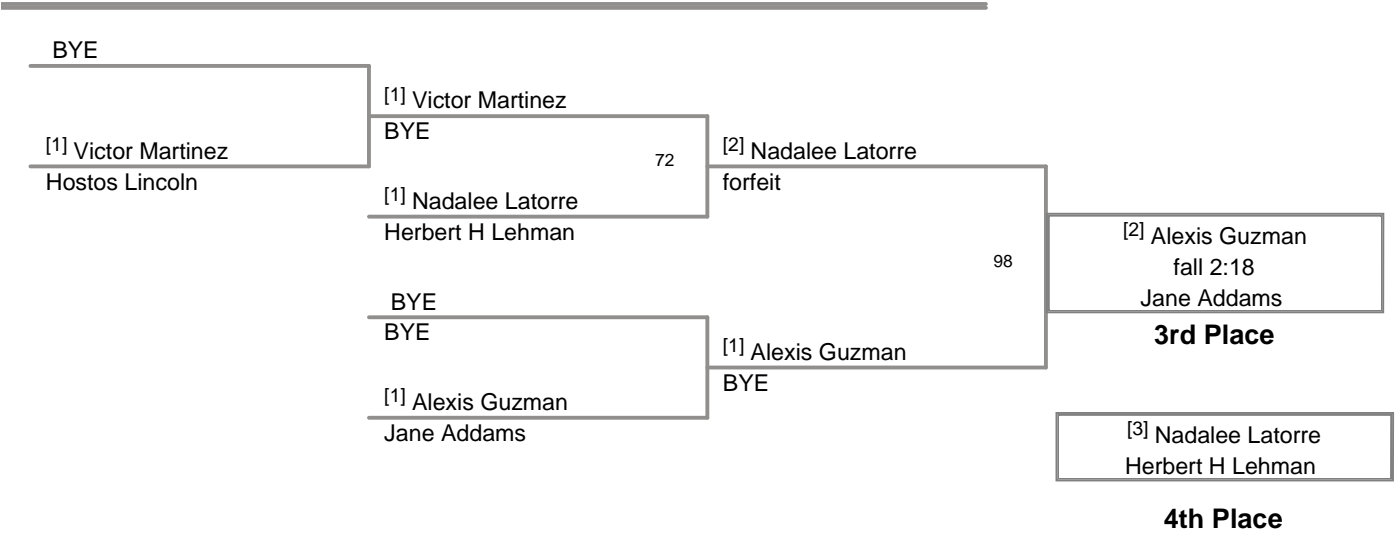 BYE
[1] Victor Martinez
Hostos Lincoln
[1] Victor Martinez
BYE
72
[1] Nadalee Latorre
Herbert H Lehman
BYE
BYE
[1] Alexis Guzman
Jane Addams
[2] Nadalee Latorre
forfeit
98
[1] Alexis Guzman
BYE
[2] Alexis Guzman
fall 2:18
Jane Addams
3rd Place
[3] Nadalee Latorre
Herbert H Lehman
4th Place